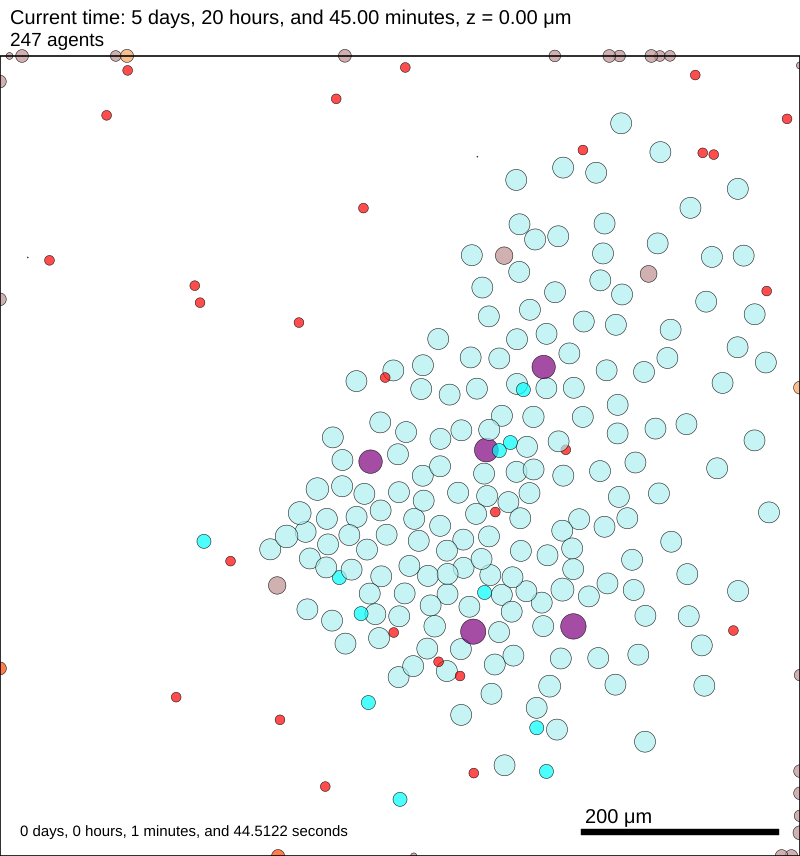 Current time: 5 days, 20 hours, and 45.00 minutes, z = 0.00 μm
247 agents
200 μm
0 days, 0 hours, 1 minutes, and 44.5122 seconds